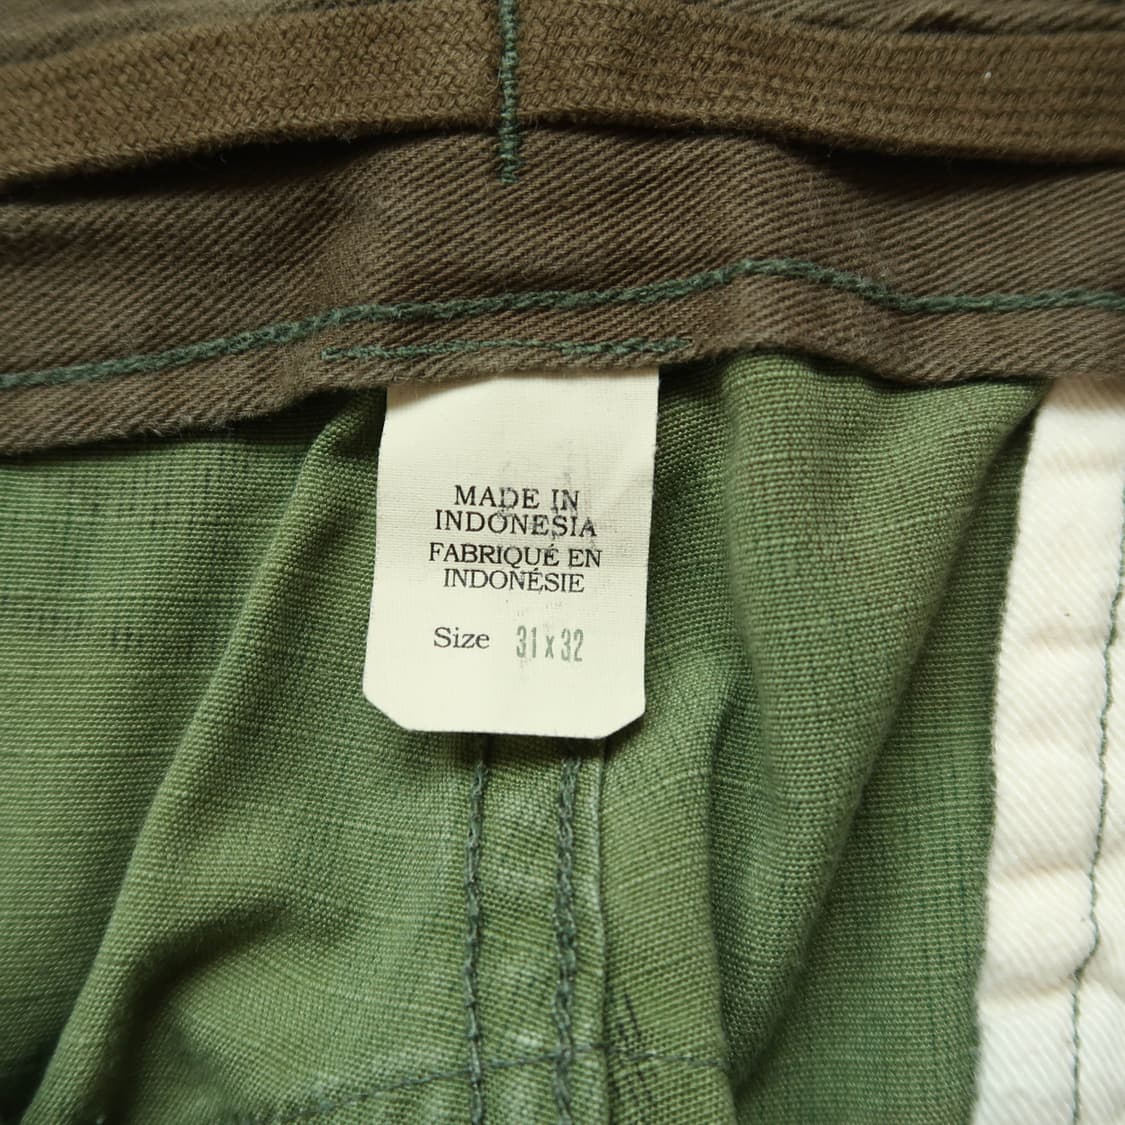 MADE IN
INDONESIA
FABRIQUÉ EN
INDONÉSIE
Size 31 x 32